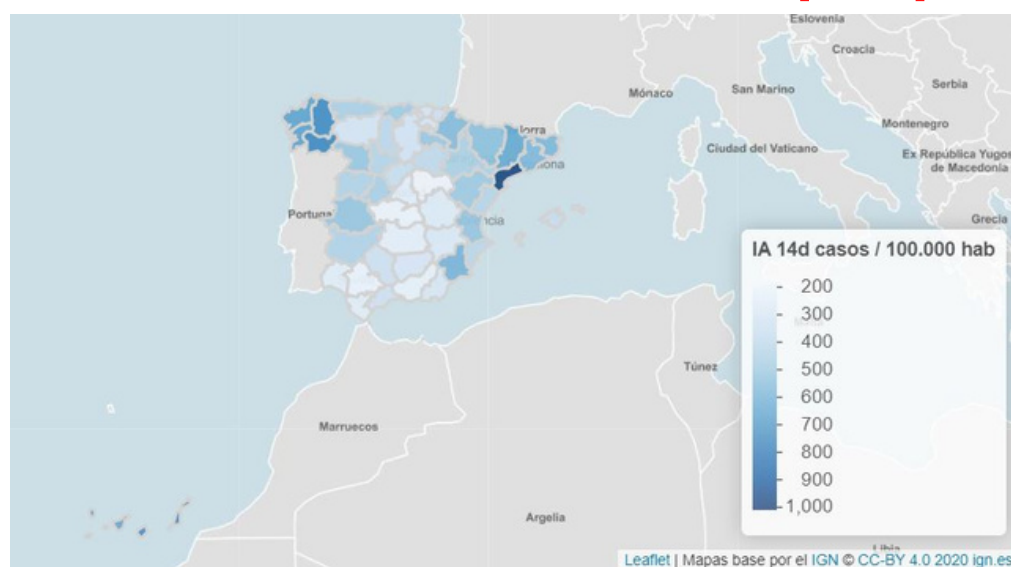 Eslovenia
Croacia
Serbia
Mónaco
San Marino
Montenegro
Ciudad del Vaticano
Ex República Yugos
de Macedonia
Grecia
Túnez
Marruecos
Argelia
IA 14d casos / 100.000 hab
200
300
400
500
600
700
800
900
1,000
Leaflet | Mapas base por el IGN © CC-BY 4.0 2020 ign.es